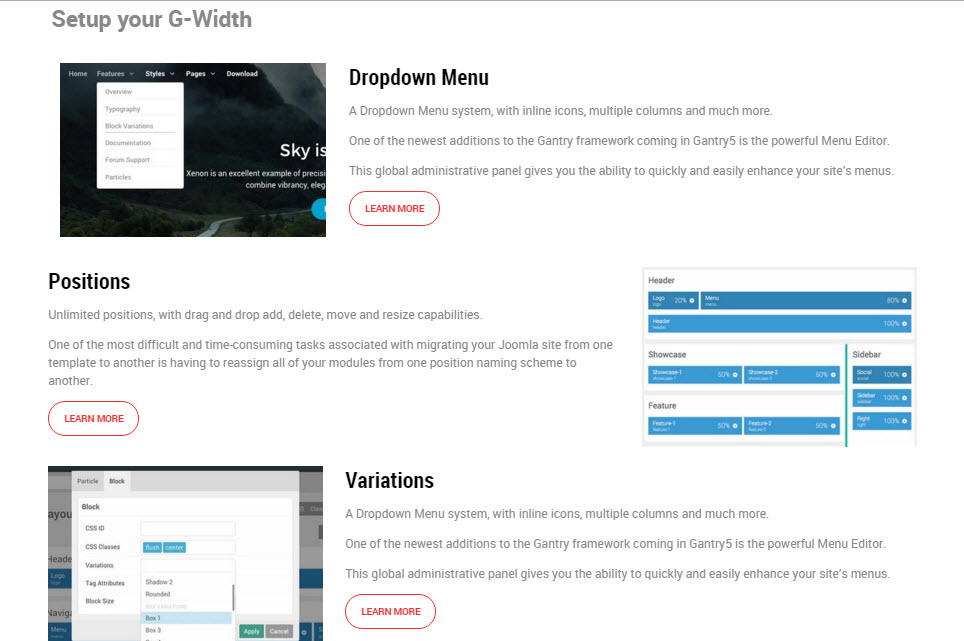 Setup your G-Width
Home Features Styles Pages Download
Overview
Typography
Block Variations
Documentation
Forum Support
Particles
Sky is
Xenon is an excellent example of precisi
combine vibrancy, eleg
Dropdown Menu
A Dropdown Menu system, with inline icons, multiple columns and much more.
One of the newest additions to the Gantry framework coming in Gantry5 is the powerful Menu Editor.
This global administrative panel gives you the ability to quickly and easily enhance your site's menus.
LEARN MORE
Positions
Unlimited positions, with drag and drop add, delete, move and resize capabilities.
One of the most difficult and time-consuming tasks associated with migrating your Joomla site from one
template to another is having to reassign all of your modules from one position naming scheme to
another.
LEARN MORE
Header
Logo 20% Menu 80%
logo menu
Header 100%
header
Showcase
Showcase-1 50% Showcase-2 50%
showcase-1 showcase-2
Feature
Feature-1 50% Feature-2 50%
feature-1 feature-2
Sidebar
Social 100%
social
Sidebar 100%
sidebar
Right 100%
right
Particle Block
Block
CSS ID
CSS Classes flush center
Variations
Tag Attributes
Block Size
Shadow 2
Rounded
BOX VARIATIONS
Box 1
Box 3
Apply Cancel
ayou
Clea
Heade
Logo
logo
Naviga
Menu
menu
Variations
A Dropdown Menu system, with inline icons, multiple columns and much more.
One of the newest additions to the Gantry framework coming in Gantry5 is the powerful Menu Editor.
This global administrative panel gives you the ability to quickly and easily enhance your site's menus.
LEARN MORE